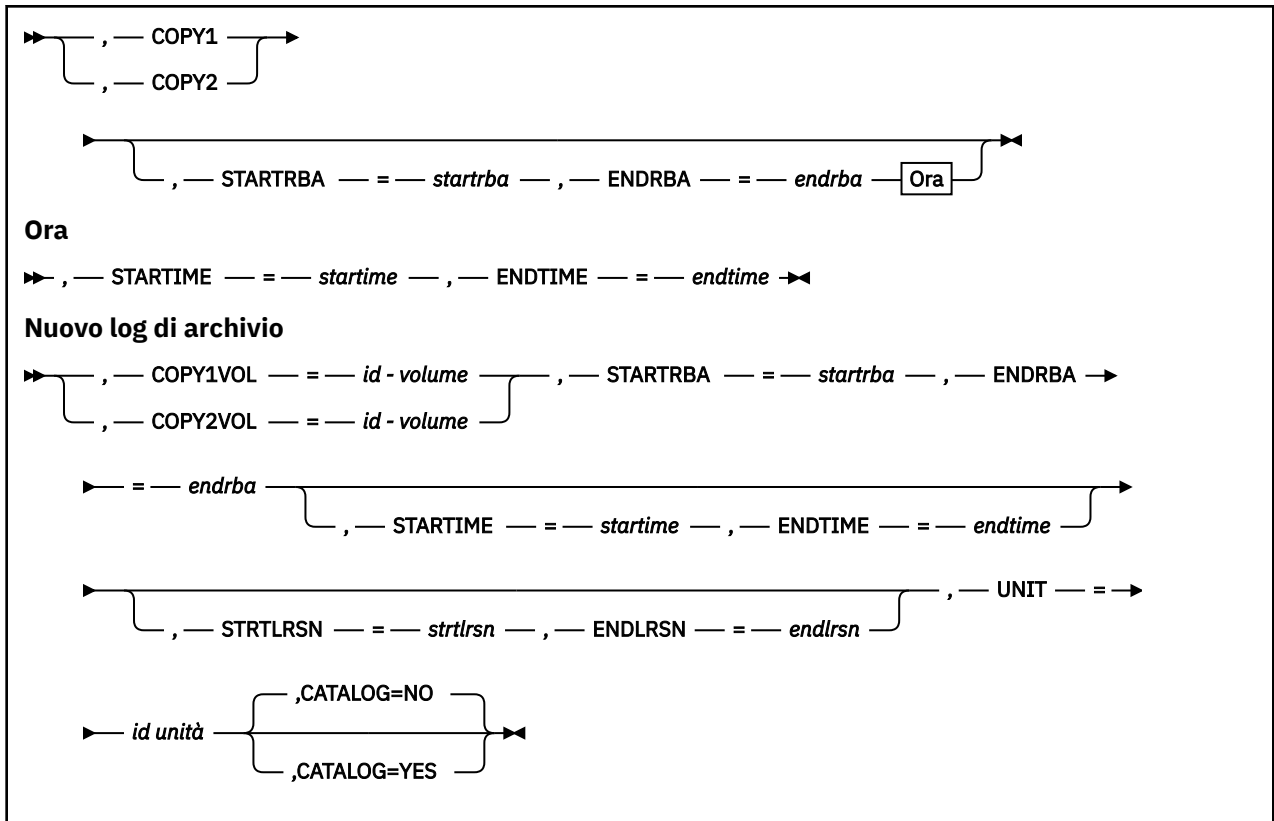 , COPY1
, COPY2
, STARTRBA = startrba , ENDRBA = endrba Ora
Ora
, STARTIME = startime , ENDTIME = endtime
Nuovo log di archivio
, COPY1VOL = id - volume , STARTRBA = startrba , ENDRBA
, COPY2VOL = id - volume
= endrba
, STARTIME = startime , ENDTIME = endtime
, UNIT =
, STRTLRSN = strtlrsn , ENDLRSN = endlrsn
,CATALOG=NO
id unità
,CATALOG=YES